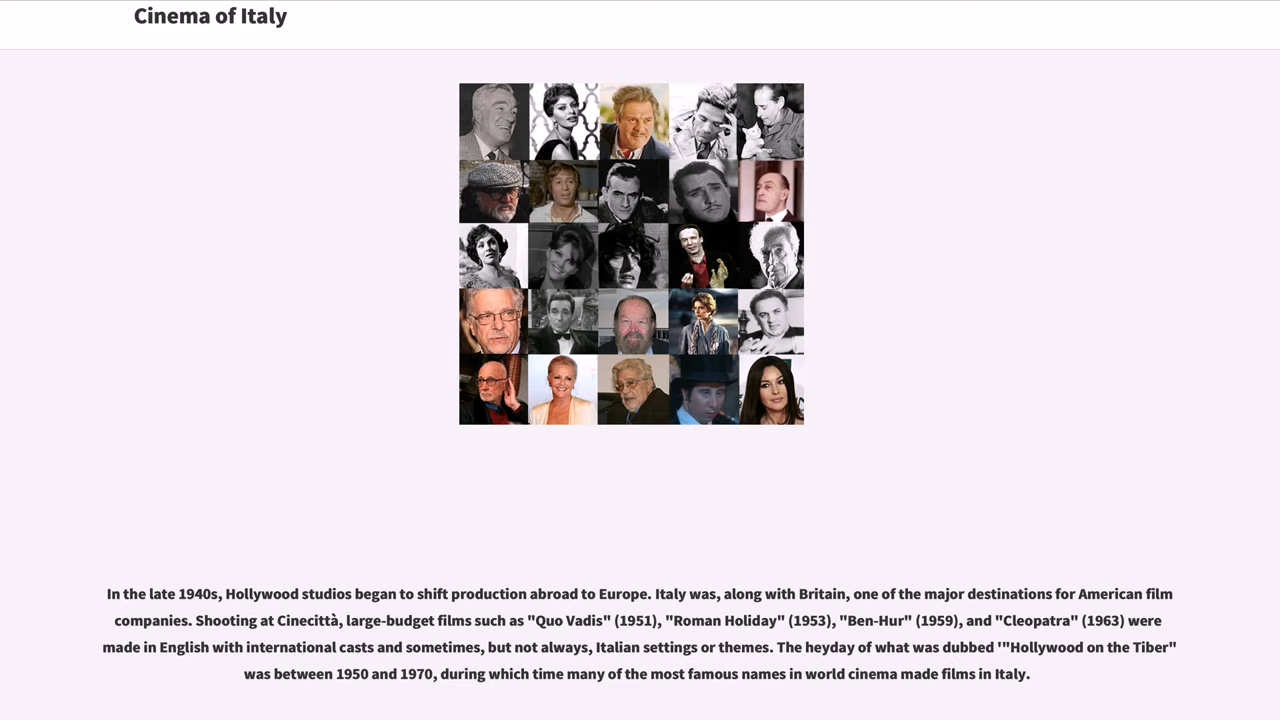 Cinema of Italy
In the late 1940s, Hollywood studios began to shift production abroad to Europe. Italy was, along with Britain, one of the major destinations for American film
companies. Shooting at Cinecittà, large-budget films such as "Quo Vadis" (1951), "Roman Holiday" (1953), "Ben-Hur" (1959), and "Cleopatra" (1963) were
made in English with international casts and sometimes, but not always, Italian settings or themes. The heyday of what was dubbed '"Hollywood on the Tiber"
was between 1950 and 1970, during which time many of the most famous names in world cinema made films in Italy.